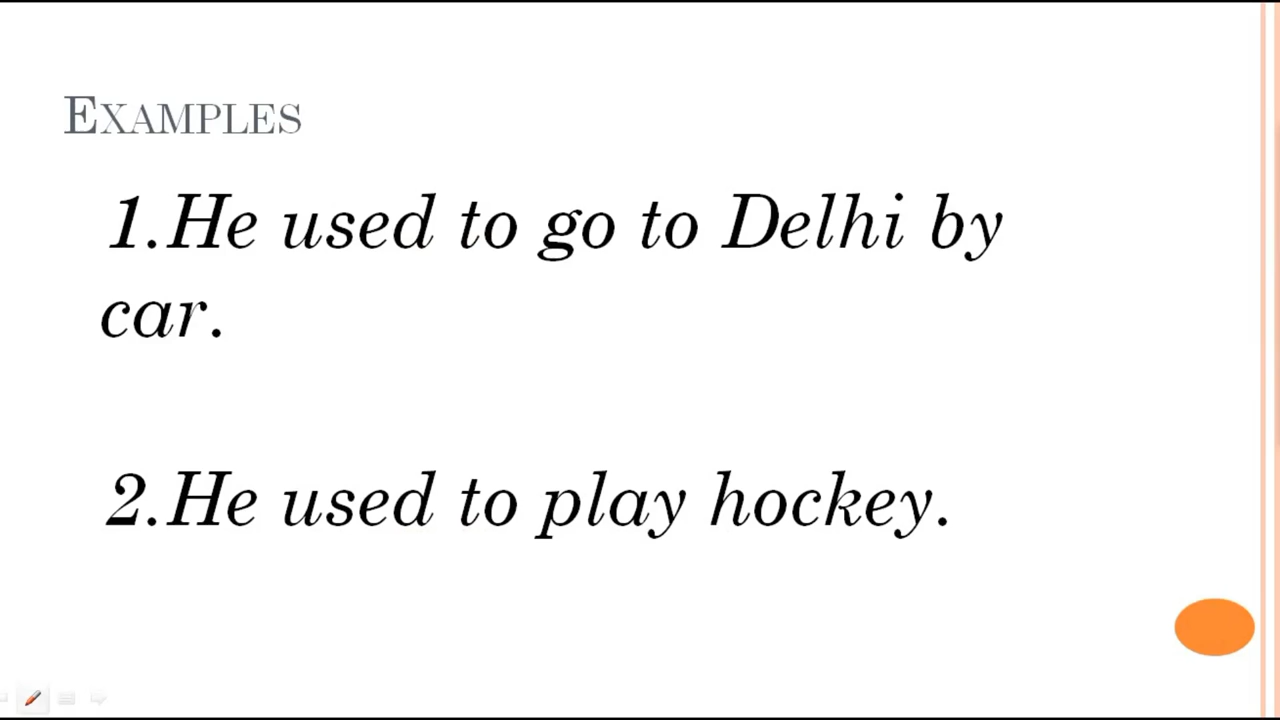 EXAMPLES
1.He used to go to Delhi by
car.
2.He used to play hockey.